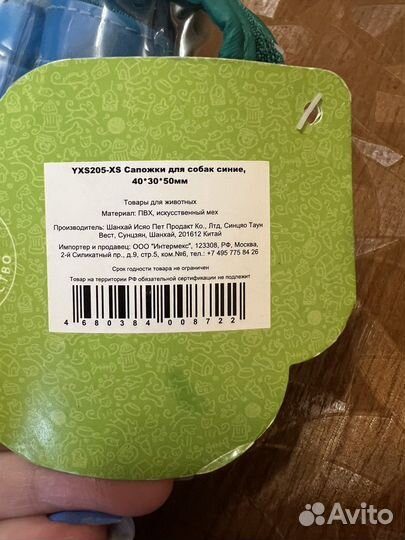 YXS205-XS Сапожки для собак синие,
40*30*50мм
Товары для животных
Материал: ПВХ, искусственный мех
Производитель: Шанхай Исяо Пет Продакт Ко., Лтд, Синцяо Таун
Вест, Сунцзян, Шанхай, 201612 Китай
Импортер и продавец: ООО "Интермекс", 123308, РФ, Москва,
2-й Силикатный пр., д.9, стр.5, ком.№6, тел.: +7 495 775 84 26
Срок годности товара не ограничен
Товар на территории РФ обязательной сертификации не подлежит
4 680384 008722
Avito